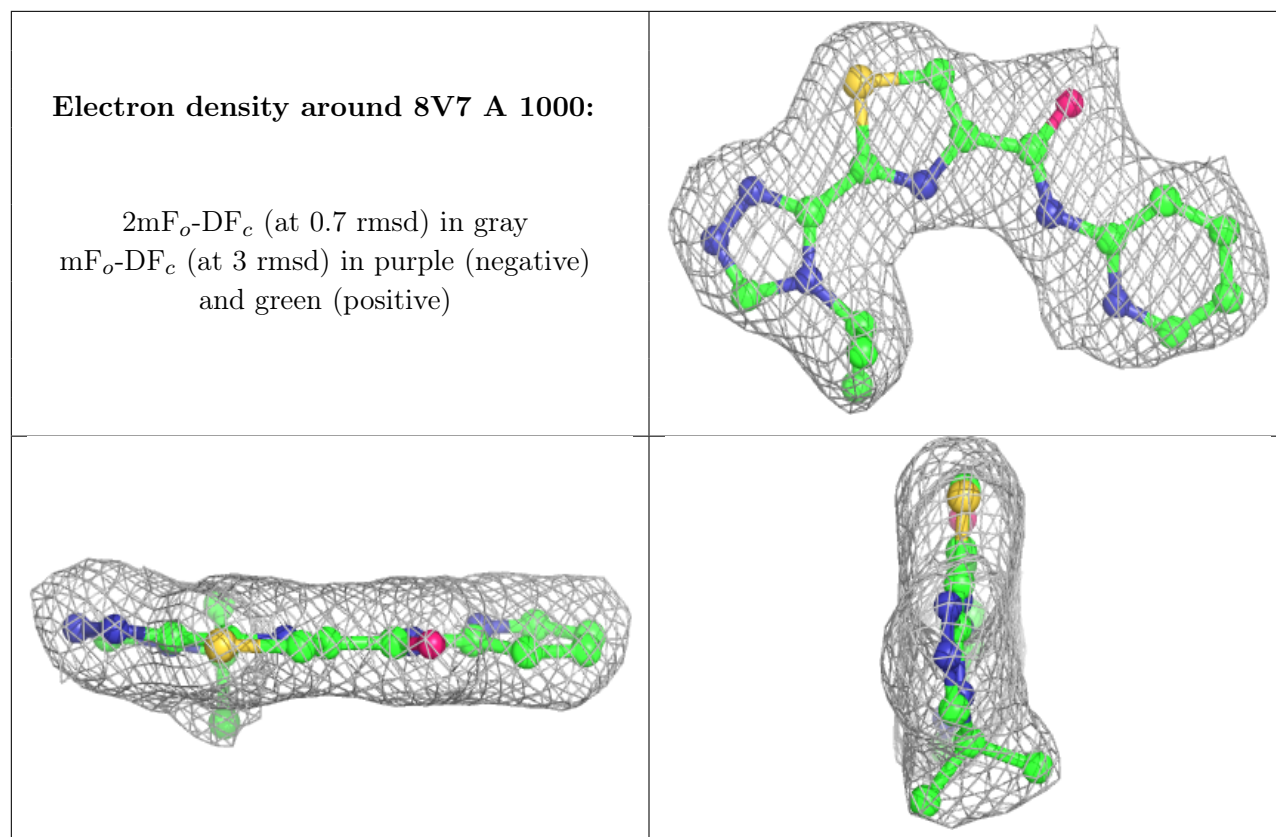 Electron density around 8V7 A 1000:
2mFo-DFc (at 0.7 rmsd) in gray
mFo-DFc (at 3 rmsd) in purple (negative)
and green (positive)